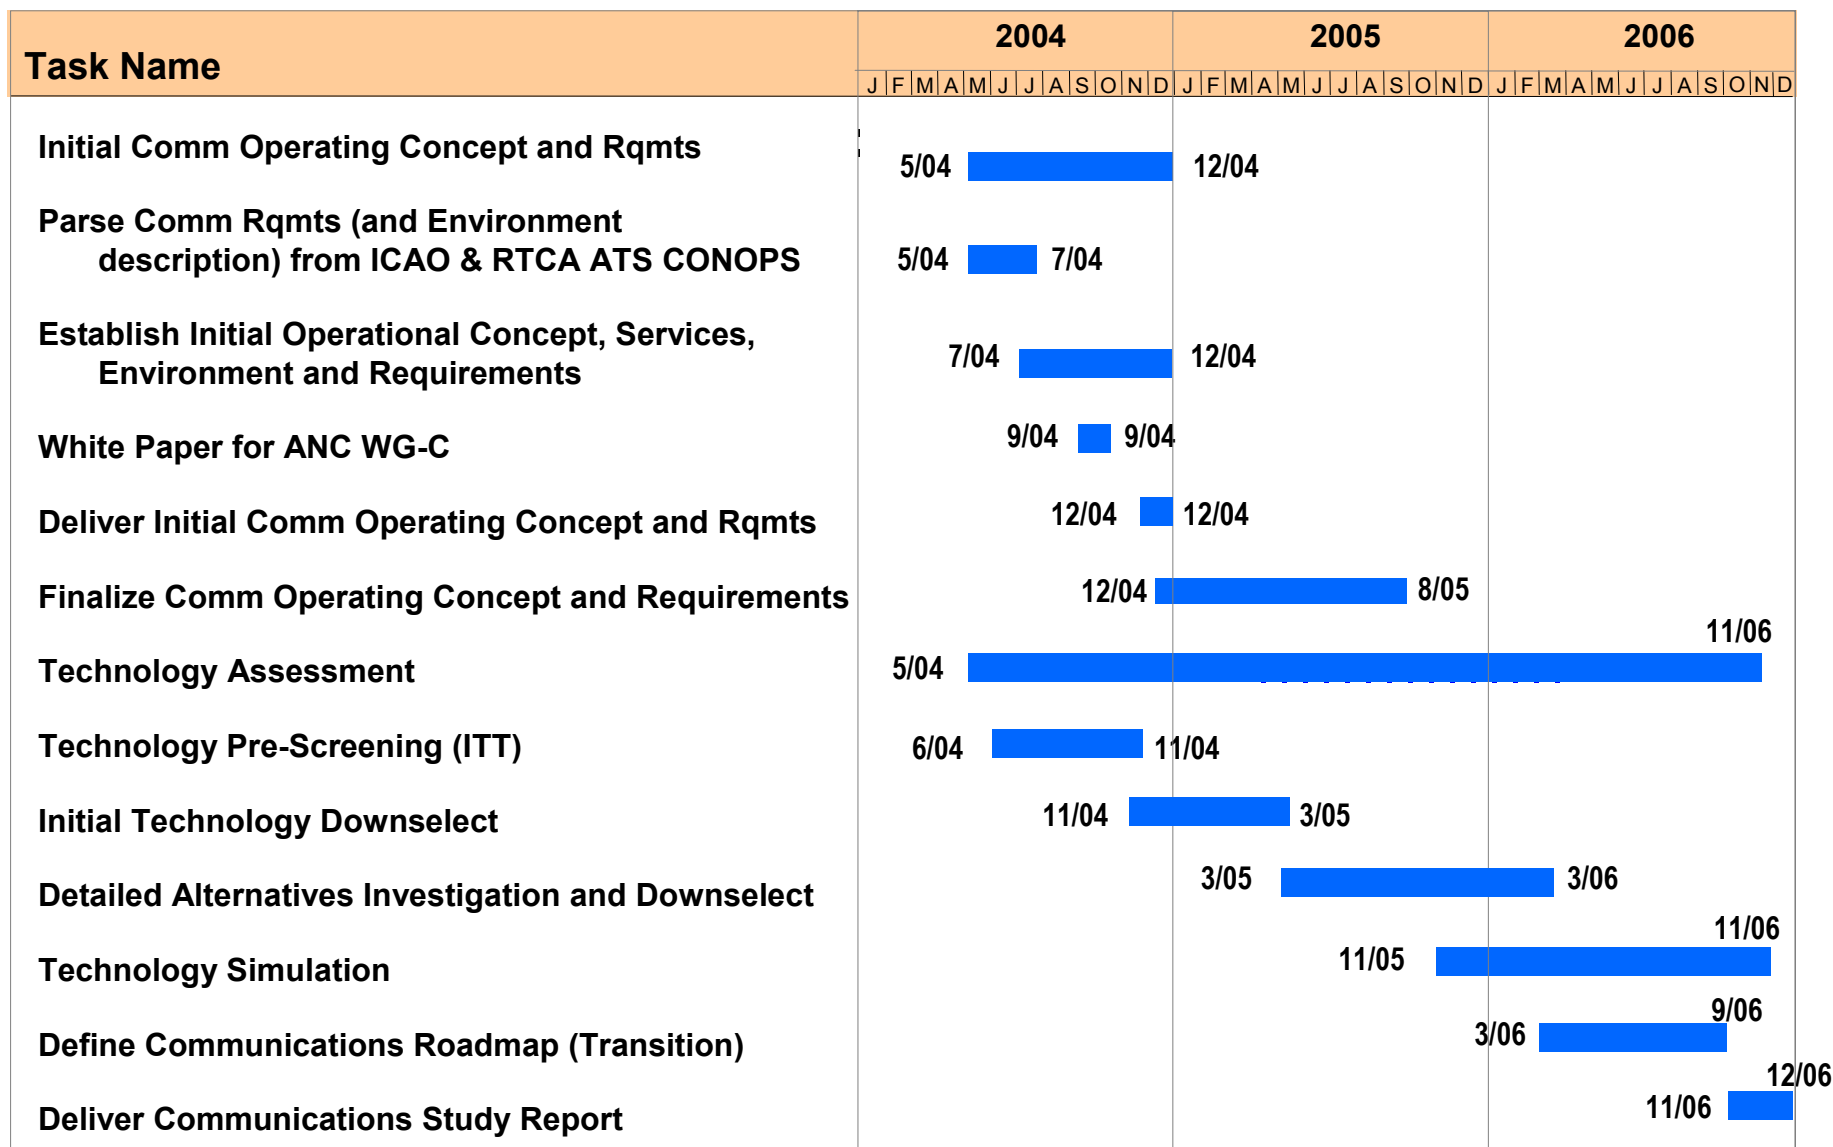 2004 2005 2006
Task Name
J F M A M J J A S O N D J F M A M J J A S O N D J F M A M J J A S O N D
Initial Comm Operating Concept and Rqmts
5/04 12/04
Parse Comm Rqmts (and Environment
description) from ICAO & RTCA ATS CONOPS
5/04 7/04
Establish Initial Operational Concept, Services,
7/04 12/04
Environment and Requirements
White Paper for ANC WG-C
9/04 9/04
Deliver Initial Comm Operating Concept and Rqmts
12/04 12/04
Finalize Comm Operating Concept and Requirements
12/04 8/05
11/06
Technology Assessment
5/04
Technology Pre-Screening (ITT)
6/04 11/04
Initial Technology Downselect
11/04 3/05
Detailed Alternatives Investigation and Downselect
3/05 3/06
11/06
Technology Simulation
11/05
9/06
Define Communications Roadmap (Transition)
3/06
12/06
Deliver Communications Study Report
11/06